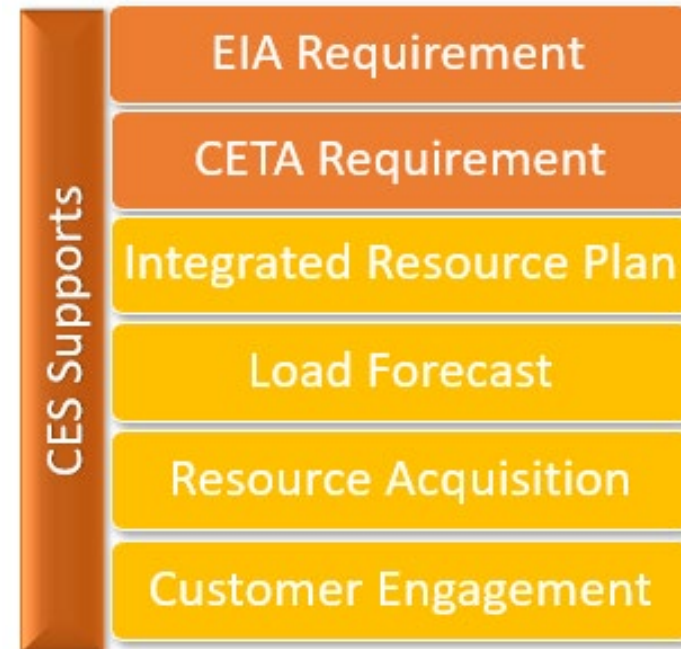 CES Supports
EIA Requirement
CETA Requirement
Integrated Resource Plan
Load Forecast
Resource Acquisition
Customer Engagement